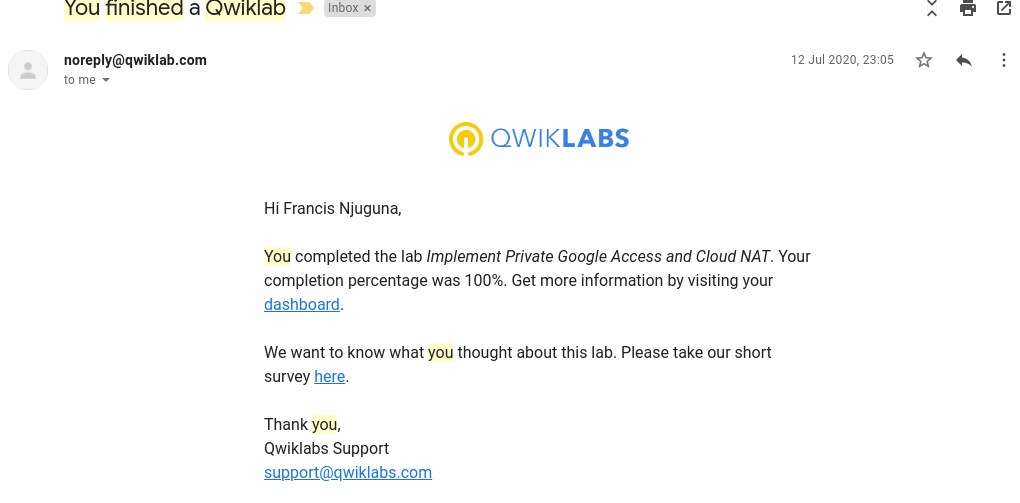 You finished a Qwiklab Inbox ×
noreply@qwiklab.com 12 Jul 2020, 23:05
to me
QWIKLABS
Hi Francis Njuguna,
You completed the lab Implement Private Google Access and Cloud NAT. Your
completion percentage was 100%. Get more information by visiting your
dashboard.
We want to know what you thought about this lab. Please take our short
survey here.
Thank you,
Qwiklabs Support
support@qwiklabs.com